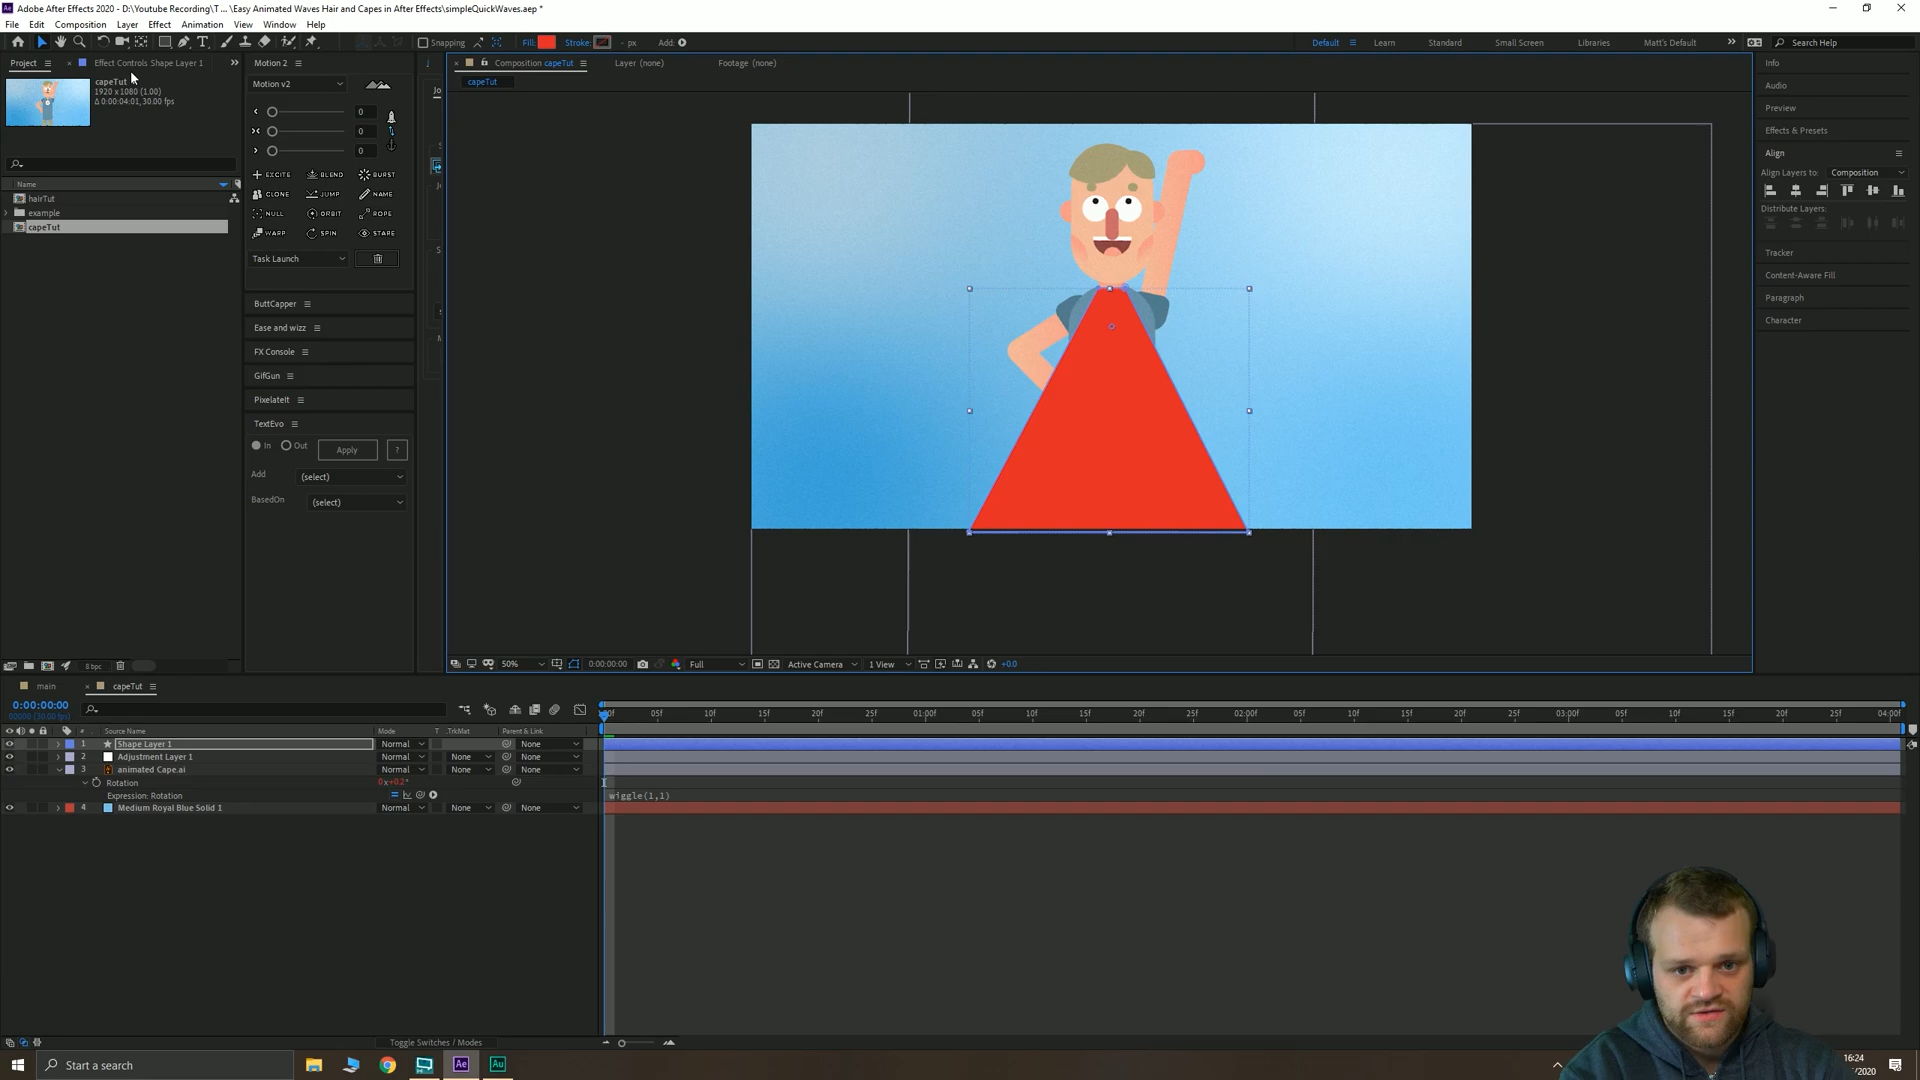 Adobe After Effects 2020 - D:\Youtube Recording\T ... \Easy Animated Waves Hair and Capes in After Effects\simpleQuickWaves.aep *
File Edit Composition Layer Effect Animation View Window Help
Snapping Fill: Stroke: - px Add: Default Learn Standard Small Screen Libraries Matt's Default Search Help
Project Effect Controls Shape Layer 1
capeTut
1920 x 1080 (1.00)
Δ 0:00:04:01, 30.00 fps
Name
hairTut
example
capeTut
8 bpc
Motion 2
Motion v2
0
0
0
EXCITE BLEND BURST
CLONE JUMP NAME
NULL ORBIT ROPE
WARP SPIN STARE
Task Launch
ButtCapper
Ease and wizz
FX Console
GifGun
PixelateIt
TextEvo
In Out Apply ?
Add (select)
BasedOn (select)
Composition capeTut Layer (none) Footage (none)
capeTut
50% 0:00:00:00 Full Active Camera 1 View +0.0
Info
Audio
Preview
Effects & Presets
Align
Align Layers to: Composition
Distribute Layers:
Tracker
Content-Aware Fill
Paragraph
Character
main capeTut
0:00:00:00
00000 (30.00 fps)
# Source Name Mode T .TrkMat Parent & Link
05f 10f 15f 20f 25f 01:00f 05f 10f 15f 20f 25f 02:00f 05f 10f 15f 20f 25f 03:00f 05f 10f 15f 20f 25f 04:00f
1 Shape Layer 1 Normal None
2 Adjustment Layer 1 Normal None None
3 animated Cape.ai Normal None None
Rotation 0x+0.2°
Expression: Rotation wiggle(1,1)
4 Medium Royal Blue Solid 1 Normal None None
Toggle Switches / Modes
Start a search
Ae
Au
16:24